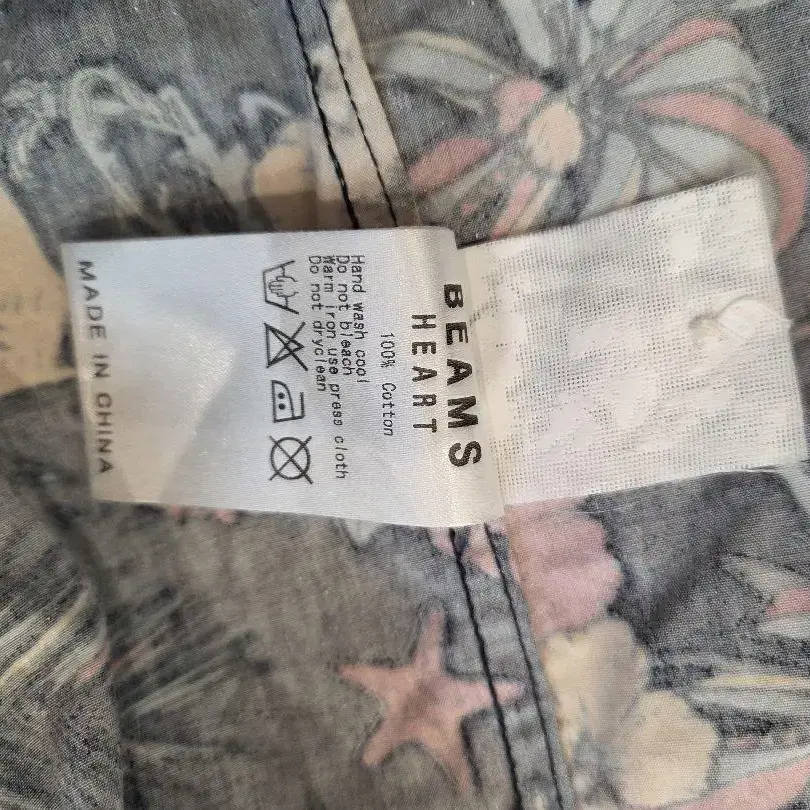 BEAMS
HEART
100% Cotton
Hand wash cool
Do not bleach
Warm iron use press cloth
Do not dryclean
MADE IN CHINA